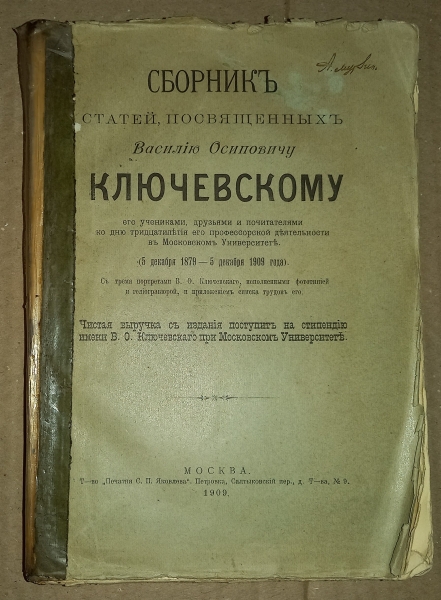 СБОРНИКЪ
СТАТЕЙ, ПОСВЯЩЕННЫХЪ
Василію Осиповичу
КЛЮЧЕВСКОМУ
его учениками, друзьями и почитателями
ко дню тридцатилѣтія его профессорской дѣятельности
въ Московскомъ Университетѣ.
(5 декабря 1879 — 5 декабря 1909 года).
Съ тремя портретами В. О. Ключевскаго, исполненными фототипіей
и геліогравюрой, и приложеніемъ списка трудовъ его.
Чистая выручка съ изданія поступитъ на стипендію
имени В. О. Ключевскаго при Московскомъ Университетѣ.
МОСКВА.
Т—во „Печатня С. П. Яковлева“. Петровка, Салтыковскій пер., д. Т—ва, № 9.
1909.